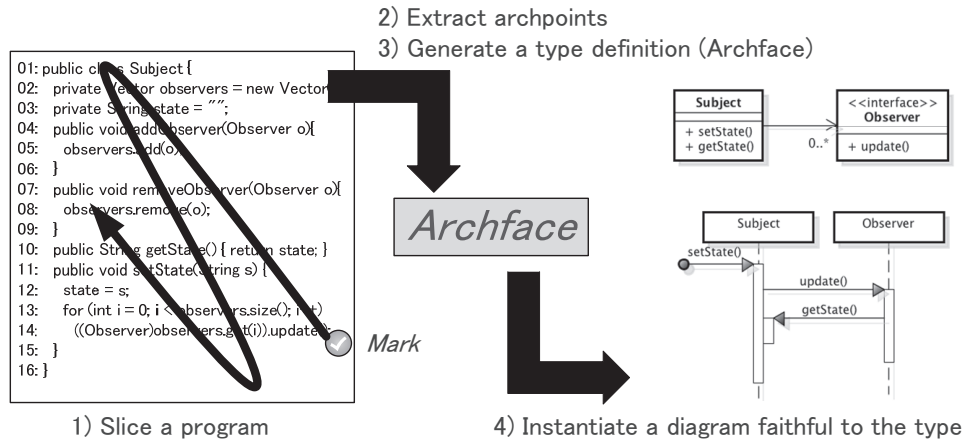 2) Extract archpoints
3) Generate a type definition (Archface)
01: public class Subject {
02: private Vector observers = new Vector
03: private String state = "";
04: public void addObserver(Observer o){
05: observers.add(o)
06: }
07: public void removeObserver(Observer o){
08: observers.remove(o);
09: }
10: public String getState() { return state; }
11: public void setState(String s) {
12: state = s;
13: for (int i = 0; i < observers.size(); i++)
14: ((Observer)observers.get(i)).update();
15: }
16: }
Mark
1) Slice a program
Archface
Subject
+ setState()
+ getState()
0..*
<<interface>>
Observer
+ update()
Subject
Observer
setState()
update()
getState()
4) Instantiate a diagram faithful to the type